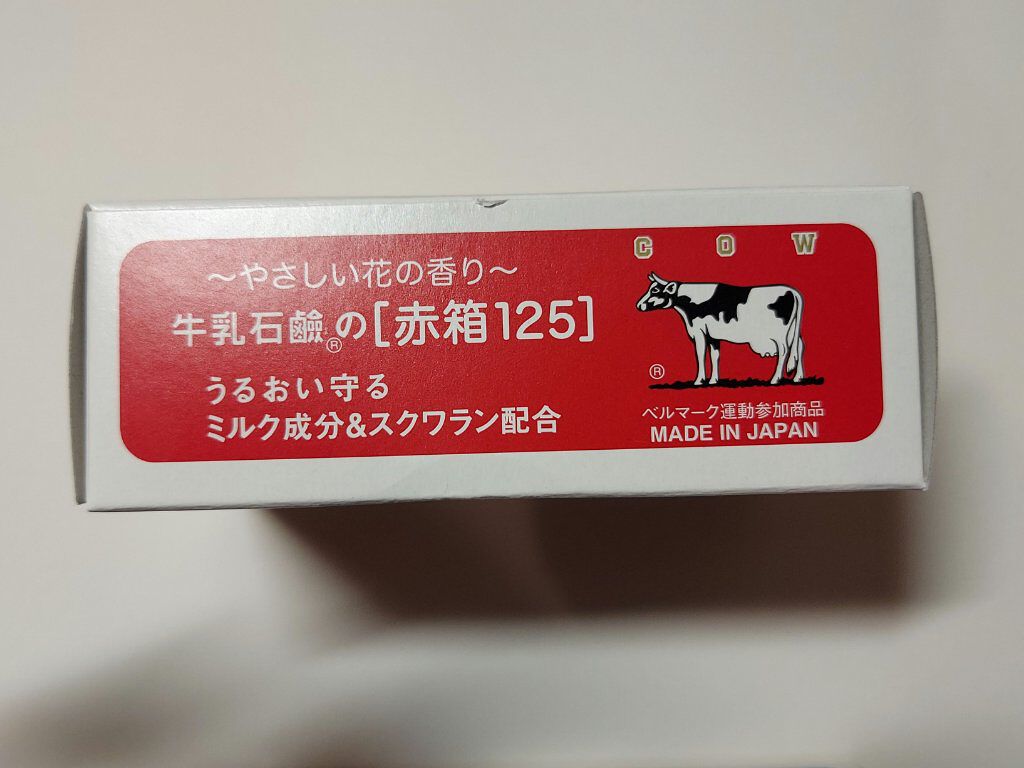 ～やさしい花の香り～
牛乳石鹼®の[赤箱125]
うるおい守る
ミルク成分&スクワラン配合
COW
®
ベルマーク運動参加商品
MADE IN JAPAN